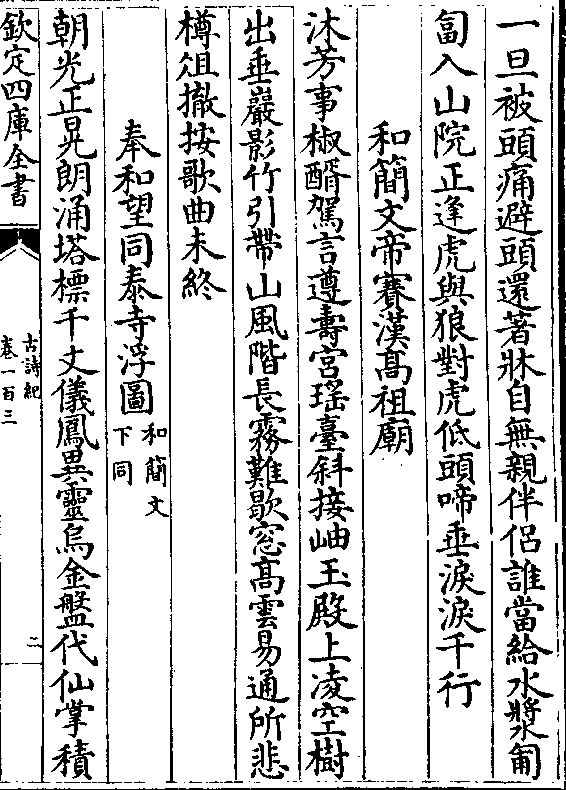 一旦被頭痛避頭還著牀自無親伴侶誰當給水漿匍
匐入山院正逢虎與狼對虎低頭啼垂淚淚千行
和簡文帝賽漢髙祖廟
沐芳事椒醑駕言遵壽宮瑶臺斜接岫玉殿上凌空樹
出垂巖影竹引帶山風階長霧難歇窓髙雲易通所悲
樽俎撤按歌曲未終
奉和望同泰寺浮圖和簡文下同
朝光正晃朗涌塔標千丈儀鳳異靈烏金盤代仙掌積
欽定四庫全書
古詩紀
卷一百三
二